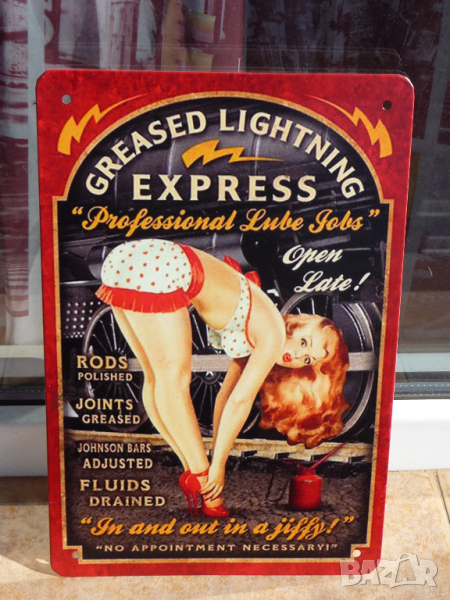 GREASED LIGHTNING
EXPRESS
"Professional Lube Jobs"
Open
Late!
RODS
POLISHED
JOINTS
GREASED
JOHNSON BARS
ADJUSTED
FLUIDS
DRAINED
"In and out in a jiffy!"
"NO APPOINTMENT NECESSARY!"
BAZAR